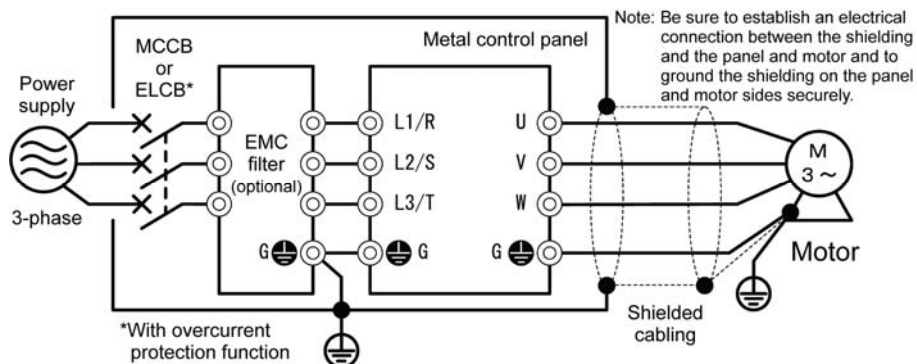 Note: Be sure to establish an electrical
connection between the shielding
and the panel and motor and to
ground the shielding on the panel
and motor sides securely.
Metal control panel
MCCB
or
ELCB*
Power
supply
3-phase
EMC
filter
(optional)
G
L1/R
L2/S
L3/T
G
U
V
W
G
M
3 ~
Motor
Shielded
cabling
*With overcurrent
protection function